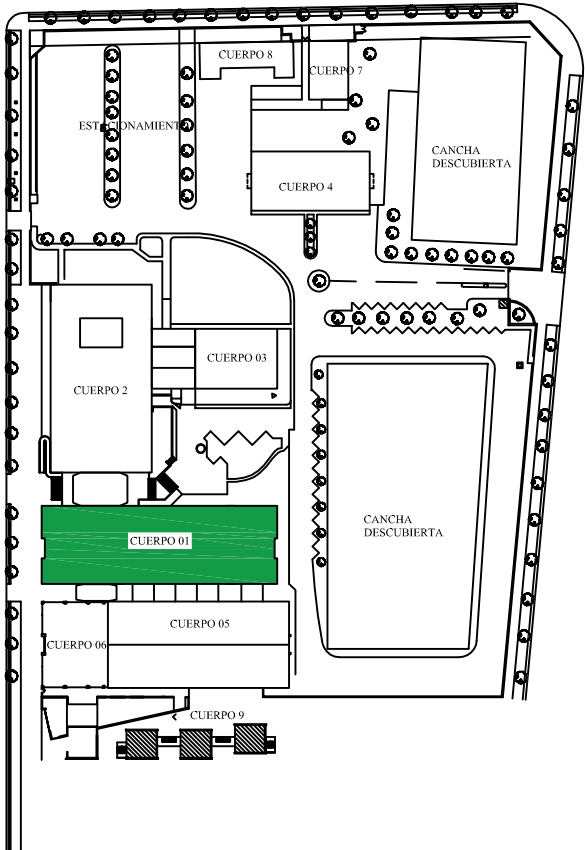 CUERPO 8
CUERPO 7
ESTACIONAMIENTO
CANCHA
DESCUBIERTA
CUERPO 4
CUERPO 03
CUERPO 2
CANCHA
DESCUBIERTA
CUERPO 01
CUERPO 05
CUERPO 06
CUERPO 9